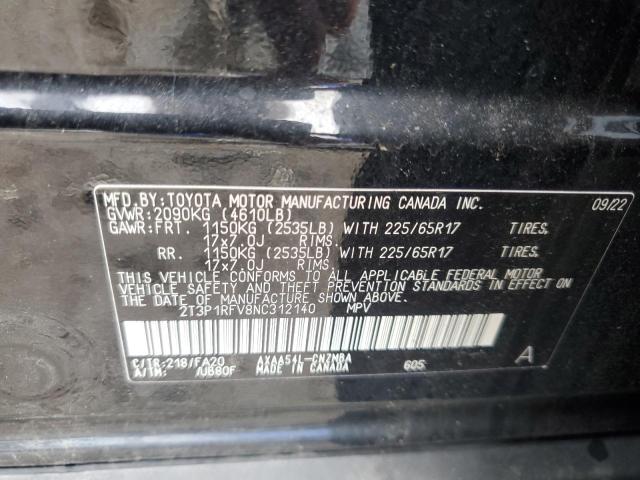 MFD.BY:TOYOTA MOTOR MANUFACTURING CANADA INC. 09/22
GVWR:2090KG (4610LB)
GAWR:FRT. 1150KG (2535LB) WITH 225/65R17 TIRES.
17x7.0J RIMS.
RR. 1150KG (2535LB) WITH 225/65R17 TIRES.
17x7.0J RIMS.
THIS VEHICLE CONFORMS TO ALL APPLICABLE FEDERAL MOTOR
VEHICLE SAFETY AND THEFT PREVENTION STANDARDS IN EFFECT ON
THE DATE OF MANUFACTURE SHOWN ABOVE.
2T3P1RFV8NC312140 MPV
C/TR:218/FA20 AXAA54L-CNZMBA 605 A
A/TM: /UB80F MADE IN CANADA